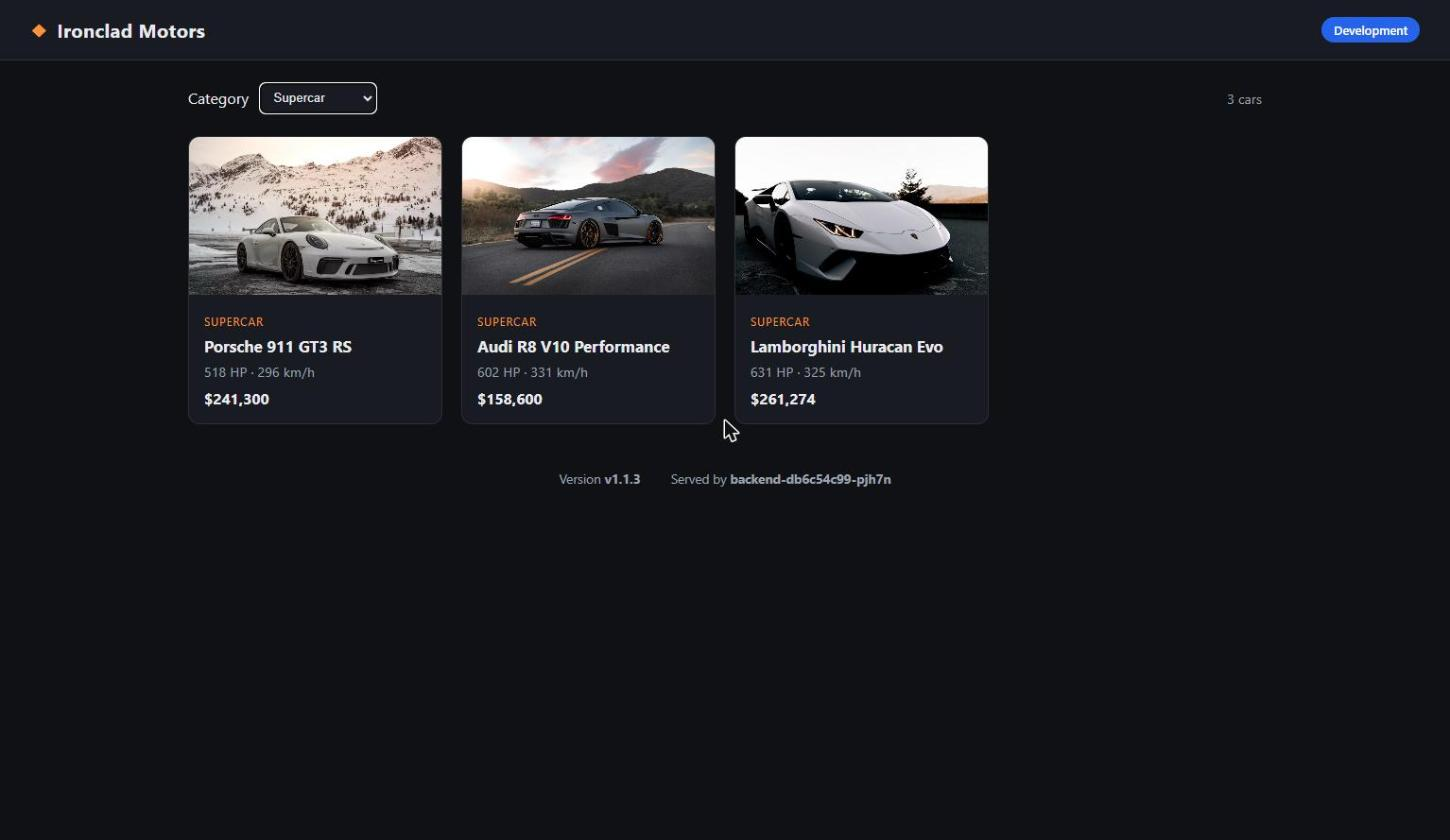 Ironclad Motors
Development
Category Supercar
3 cars
SUPERCAR
Porsche 911 GT3 RS
518 HP · 296 km/h
$241,300
SUPERCAR
Audi R8 V10 Performance
602 HP · 331 km/h
$158,600
SUPERCAR
Lamborghini Huracan Evo
631 HP · 325 km/h
$261,274
Version v1.1.3 Served by backend-db6c54c99-pjh7n